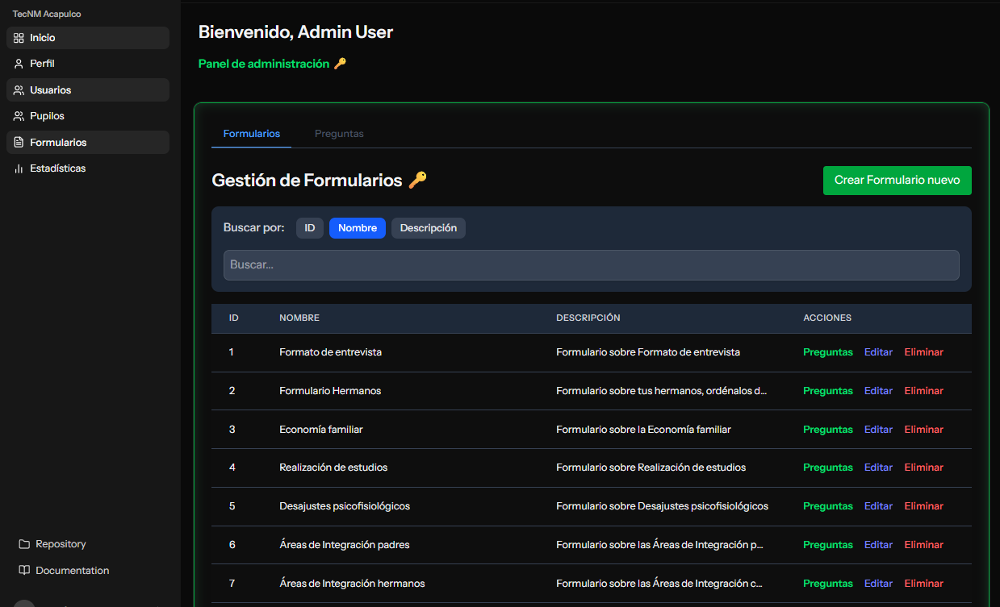 TecNM Acapulco
Inicio
Perfil
Usuarios
Pupilos
Formularios
Estadísticas
Repository
Documentation
Bienvenido, Admin User
Panel de administración 🔑
Formularios Preguntas
Gestión de Formularios 🔑 Crear Formulario nuevo
Buscar por: ID Nombre Descripción
Buscar...
ID NOMBRE DESCRIPCIÓN ACCIONES
1 Formato de entrevista Formulario sobre Formato de entrevista Preguntas Editar Eliminar
2 Formulario Hermanos Formulario sobre tus hermanos, ordénalos d... Preguntas Editar Eliminar
3 Economía familiar Formulario sobre la Economía familiar Preguntas Editar Eliminar
4 Realización de estudios Formulario sobre Realización de estudios Preguntas Editar Eliminar
5 Desajustes psicofisiológicos Formulario sobre Desajustes psicofisiológicos Preguntas Editar Eliminar
6 Áreas de Integración padres Formulario sobre las Áreas de Integración p... Preguntas Editar Eliminar
7 Áreas de Integración hermanos Formulario sobre las Áreas de Integración c... Preguntas Editar Eliminar